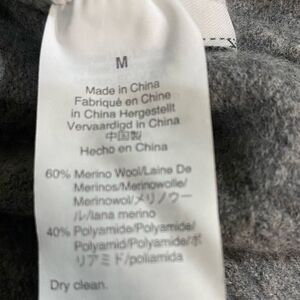 M
Made in China
Fabriqué en Chine
in China Hergestellt
Vervaardigd in China
中国製
Hecho en China
60% Merino Wool/Laine De
Merinos/Merinowolle/
Merinowol/メリノウー
ル/lana merino
40% Polyamide/Polyamide/
Polyamid/Polyamide/ポ
リアミド/poliamida
Dry clean.